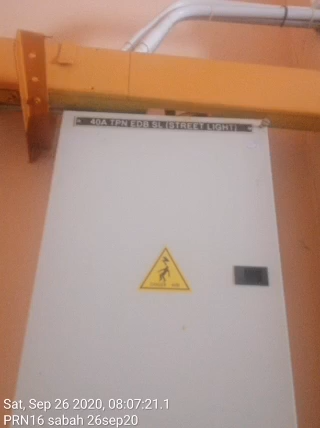 40A TPN EDB SL (STREET LIGHT)
Sat, Sep 26 2020, 08:07:21.1
PRN16 sabah 26sep20